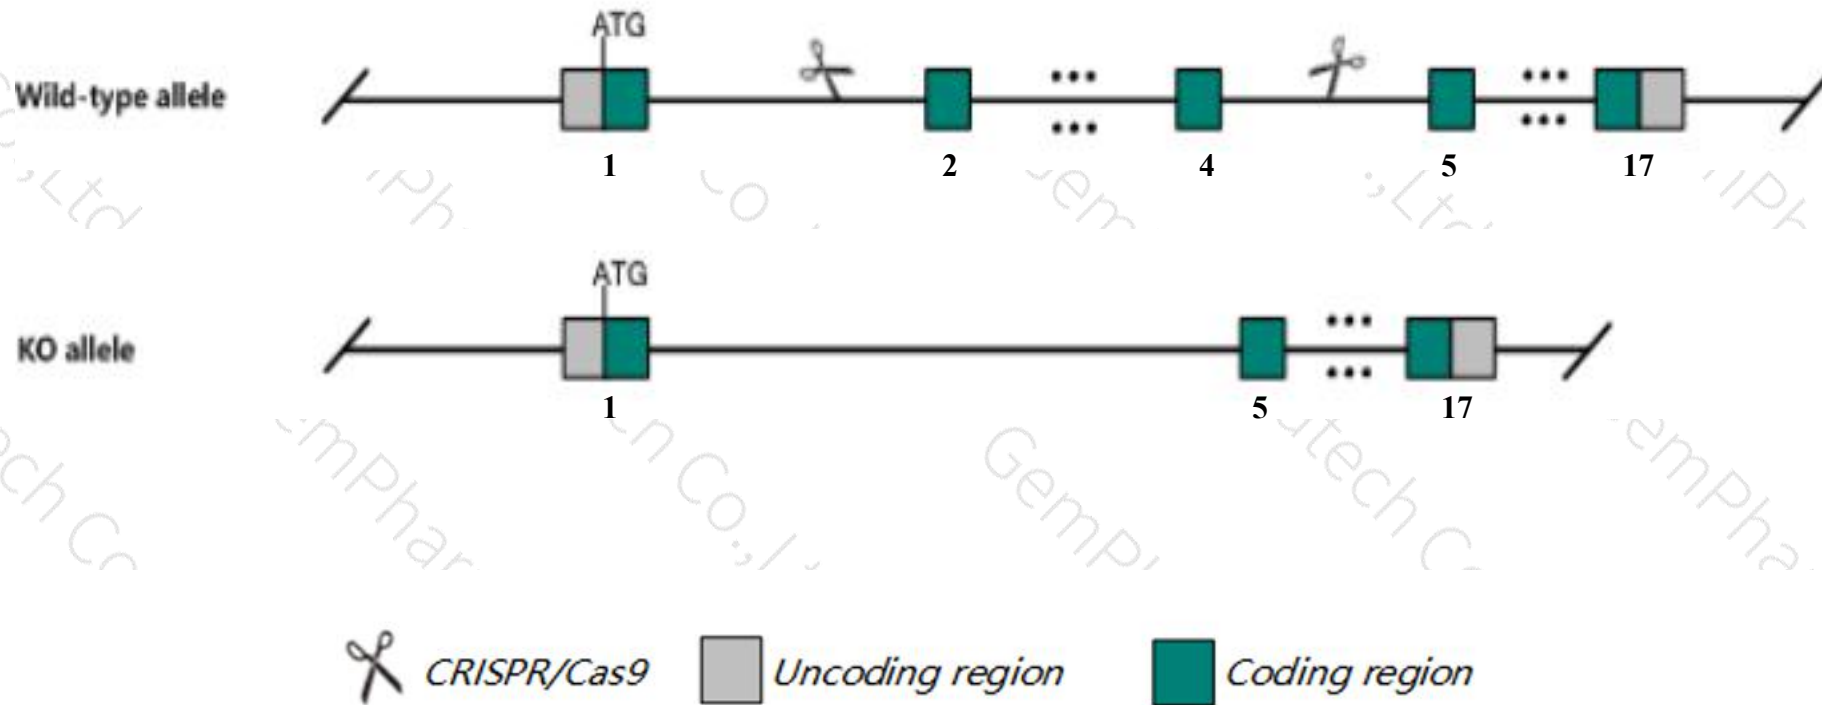 ATG
Wild-type allele
1 2 4 5 17
ATG
KO allele
1 5 17
CRISPR/Cas9 Uncoding region Coding region